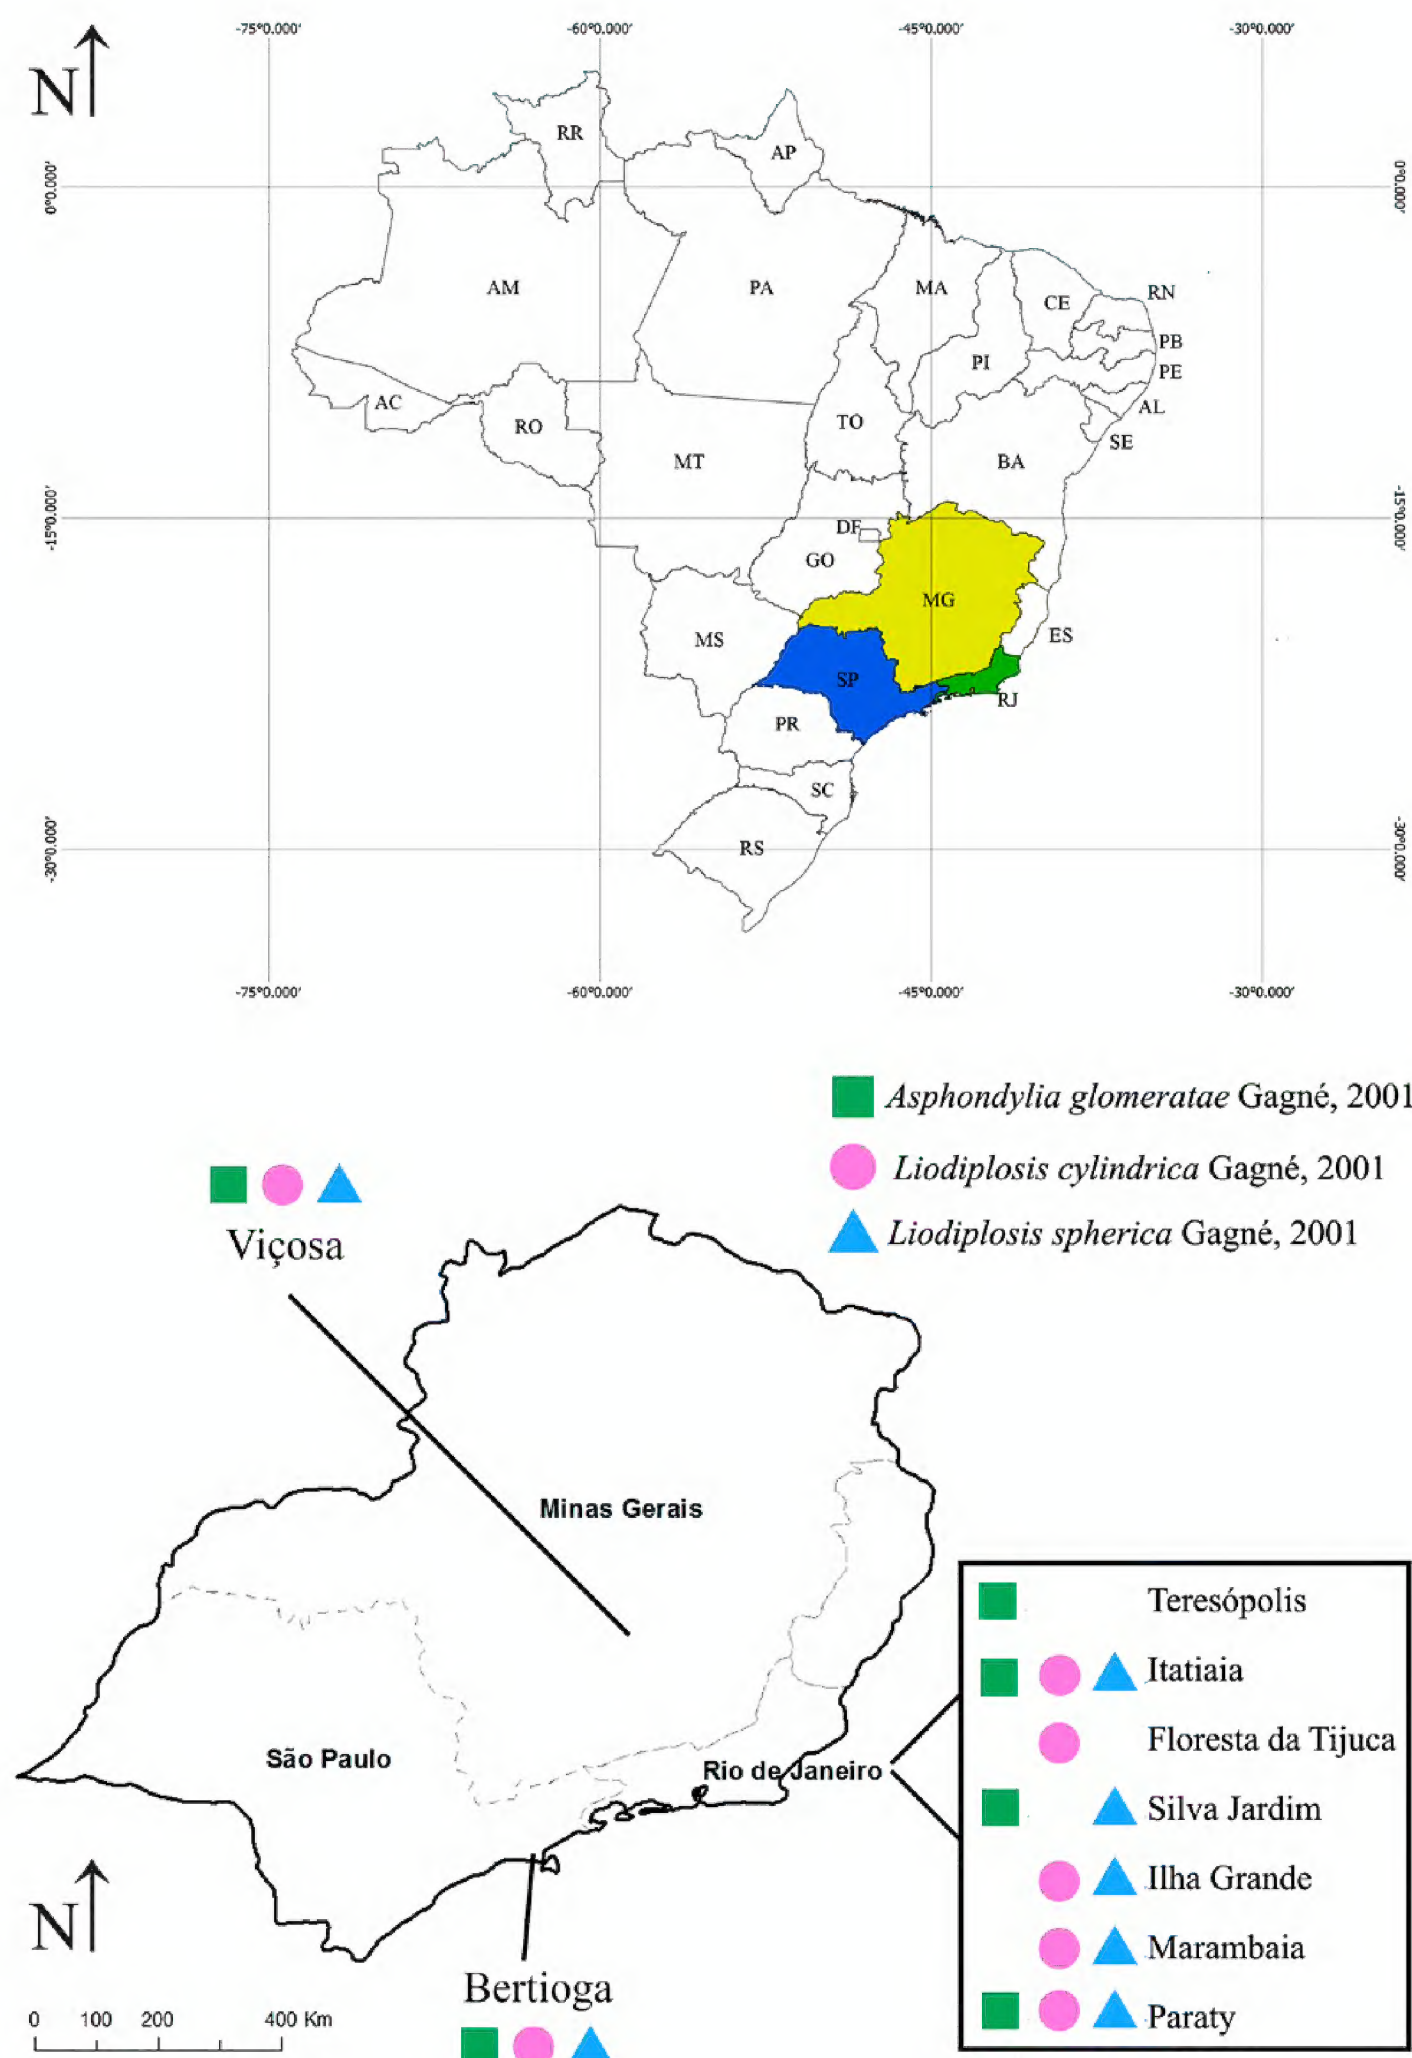 -75°0.000′ -60°0.000′ -45°0.000′ -30°0.000′
N
RR
AP
0°0.000′ 0°0.000′
AM PA MA CE RN
PB
PI
PE
AC
AL
RO TO
SE
MT BA
-15°0.000′ -15°0.000′
DF
GO
MG
MS ES
SP
RJ
PR
SC
-30°0.000′ -30°0.000′
RS
-75°0.000′ -60°0.000′ -45°0.000′ -30°0.000′
Asphondylia glomeratae Gagné, 2001
Liodiplosis cylindrica Gagné, 2001
Liodiplosis spherica Gagné, 2001
Viçosa
Minas Gerais
São Paulo
Rio de Janeiro
Teresópolis
Itatiaia
Floresta da Tijuca
Silva Jardim
Ilha Grande
Marambaia
Paraty
N
Bertioga
0 100 200 400 Km